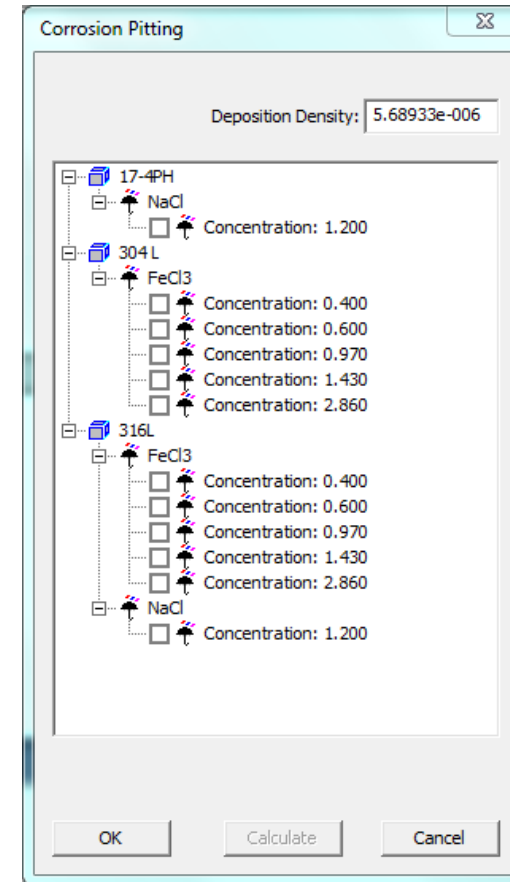 Corrosion Pitting
Deposition Density: 5.68933e-006
17-4PH
NaCl
Concentration: 1.200
304 L
FeCl3
Concentration: 0.400
Concentration: 0.600
Concentration: 0.970
Concentration: 1.430
Concentration: 2.860
316L
FeCl3
Concentration: 0.400
Concentration: 0.600
Concentration: 0.970
Concentration: 1.430
Concentration: 2.860
NaCl
Concentration: 1.200
OK Calculate Cancel